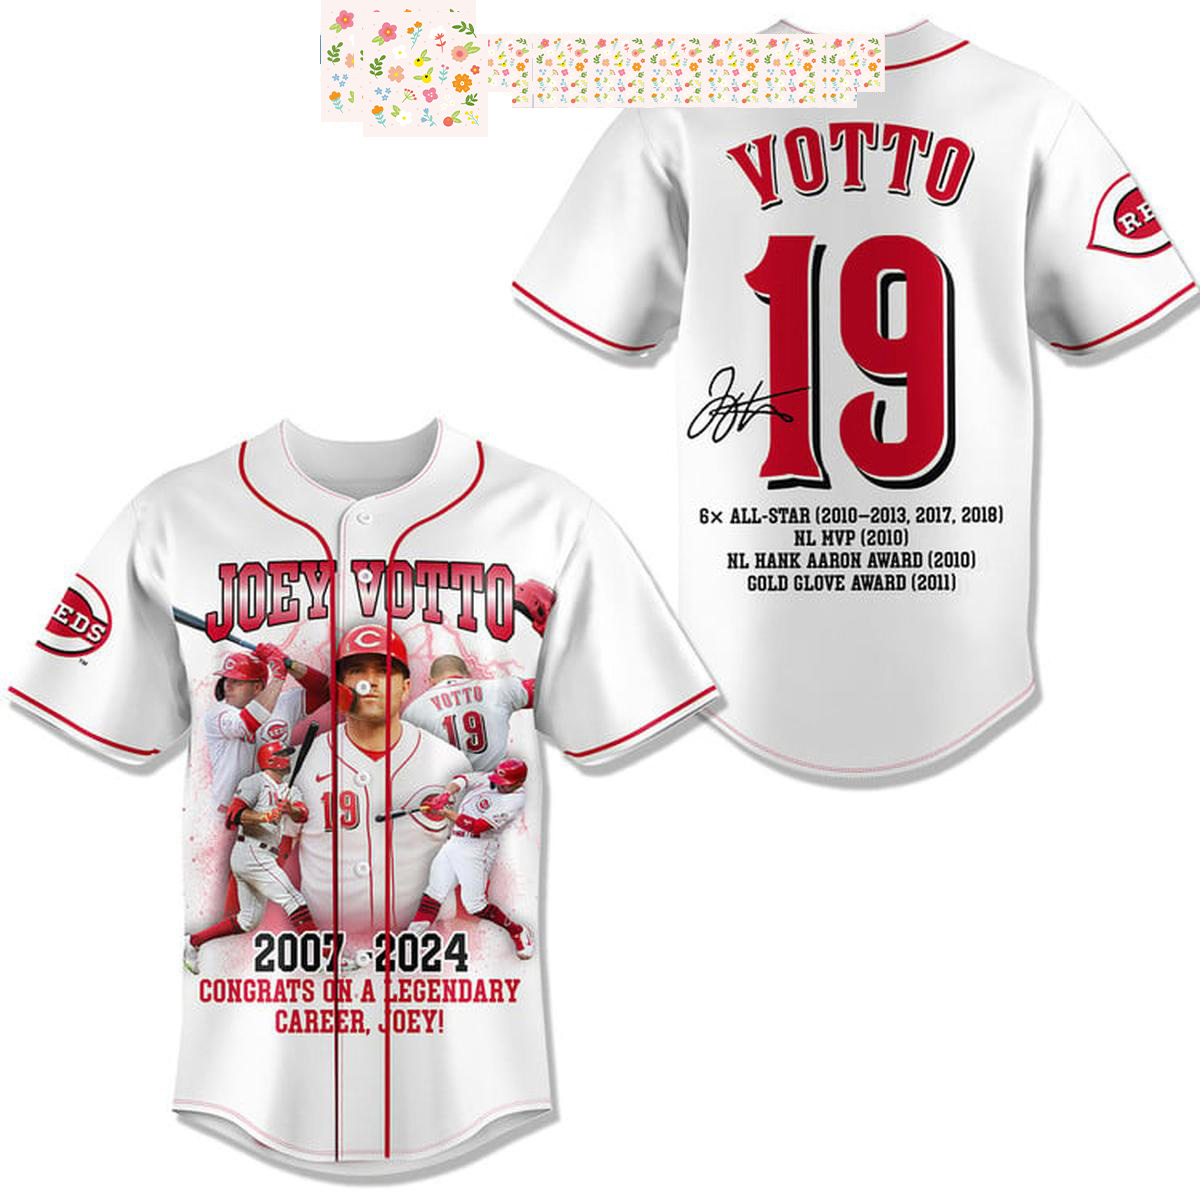 VOTTO
19
REDS
6× ALL-STAR (2010–2013, 2017, 2018)
NL MVP (2010)
NL HANK AARON AWARD (2010)
GOLD GLOVE AWARD (2011)
JOEY VOTTO
REDS
TM
VOTTO
19
19
2007 - 2024
CONGRATS ON A LEGENDARY
CAREER, JOEY!